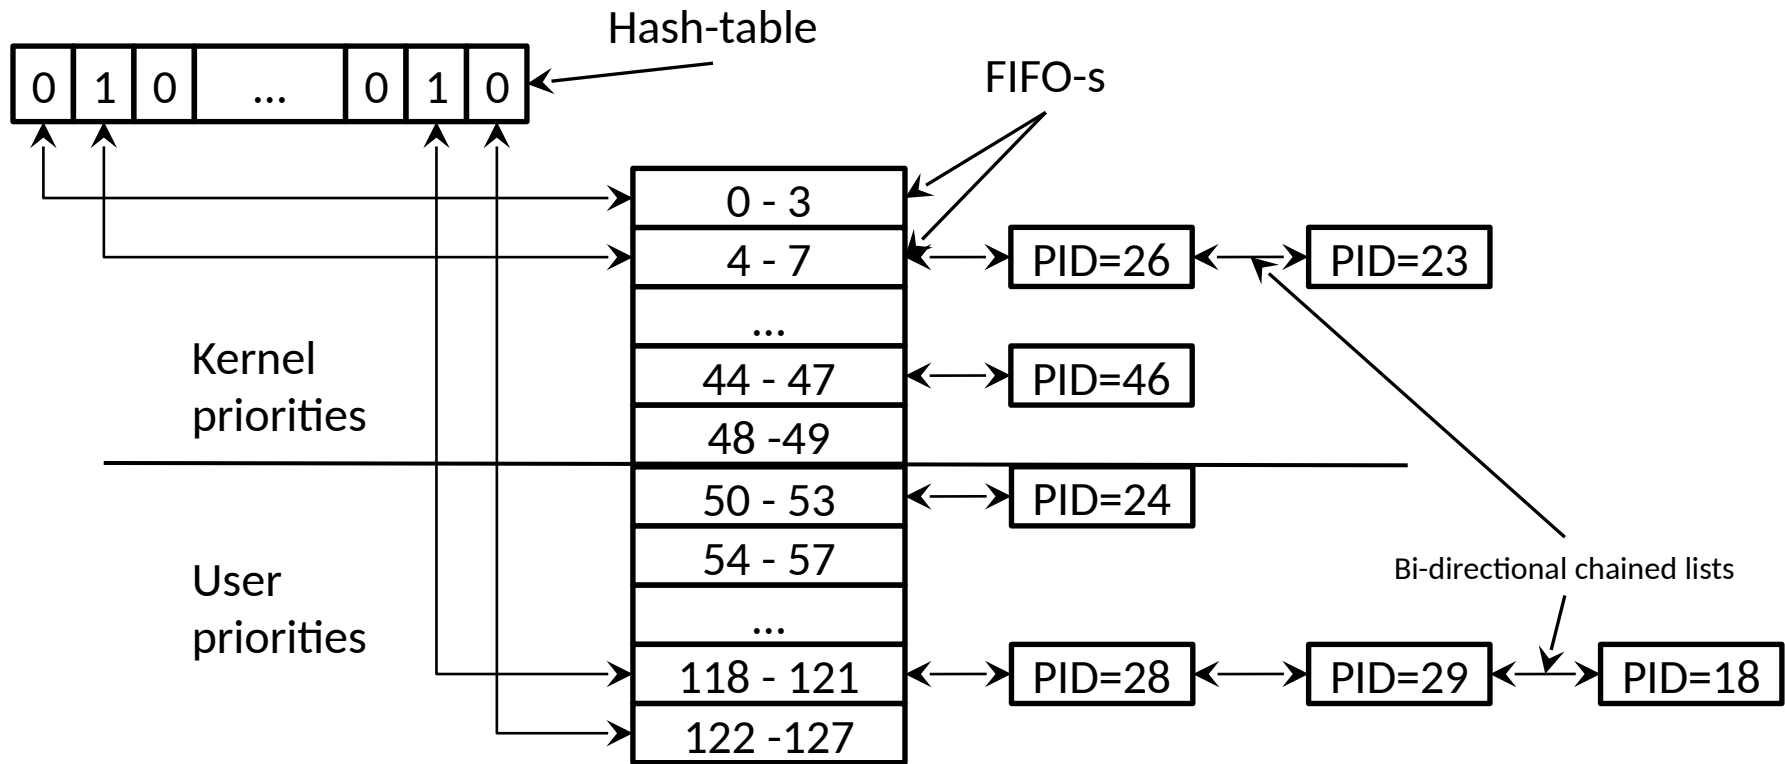 Hash-table
FIFO-s
0 1 0 ... 0 1 0
0 - 3
4 - 7 PID=26 PID=23
...
Kernel
priorities
44 - 47 PID=46
48 -49
50 - 53 PID=24
54 - 57
Bi-directional chained lists
User
priorities
...
118 - 121 PID=28 PID=29 PID=18
122 -127